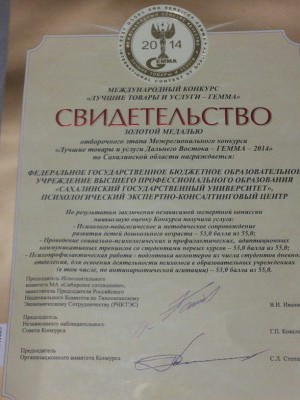 2014
ГЕММА
МЕЖДУНАРОДНЫЙ КОНКУРС
«ЛУЧШИЕ ТОВАРЫ И УСЛУГИ – ГЕММА»
СВИДЕТЕЛЬСТВО
ЗОЛОТОЙ МЕДАЛЬЮ
отборочного этапа Межрегионального конкурса
«Лучшие товары и услуги Дальнего Востока – ГЕММА – 2014»
по Сахалинской области награждается:
ФЕДЕРАЛЬНОЕ ГОСУДАРСТВЕННОЕ БЮДЖЕТНОЕ ОБРАЗОВАТЕЛЬНОЕ
УЧРЕЖДЕНИЕ ВЫСШЕГО ПРОФЕССИОНАЛЬНОГО ОБРАЗОВАНИЯ
«САХАЛИНСКИЙ ГОСУДАРСТВЕННЫЙ УНИВЕРСИТЕТ»,
ПСИХОЛОГИЧЕСКИЙ ЭКСПЕРТНО-КОНСАЛТИНГОВЫЙ ЦЕНТР
По результатам заключения независимой экспертной комиссии
наивысшую оценку Конкурса получили услуги:
- Психолого-педагогическое и методическое сопровождение
развития детей дошкольного возраста – 53,0 балла из 55,0;
- Проведение социально-психологических и профилактических, адаптационных
коммуникативных тренингов со студентами первых курсов – 53,0 балла из 55,0;
- Психопрофилактическая работа - подготовка волонтеров из числа студентов дневного
отделения, для оказания деятельности психолога в образовательных учреждениях
(в том числе, по антинаркотической агитации) – 53,0 балла из 55,0.
Председатель Исполнительного
комитета МА «Сибирское соглашение»,
заместитель Председателя Российского
Национального Комитета по Тихоокеанскому
Экономическому Сотрудничеству (РНКТЭС)
В.И.
Председатель
Независимого наблюдательного
Совета Конкурса
Т.П.
Председатель
Организационного комитета Конкурса
С.Л.